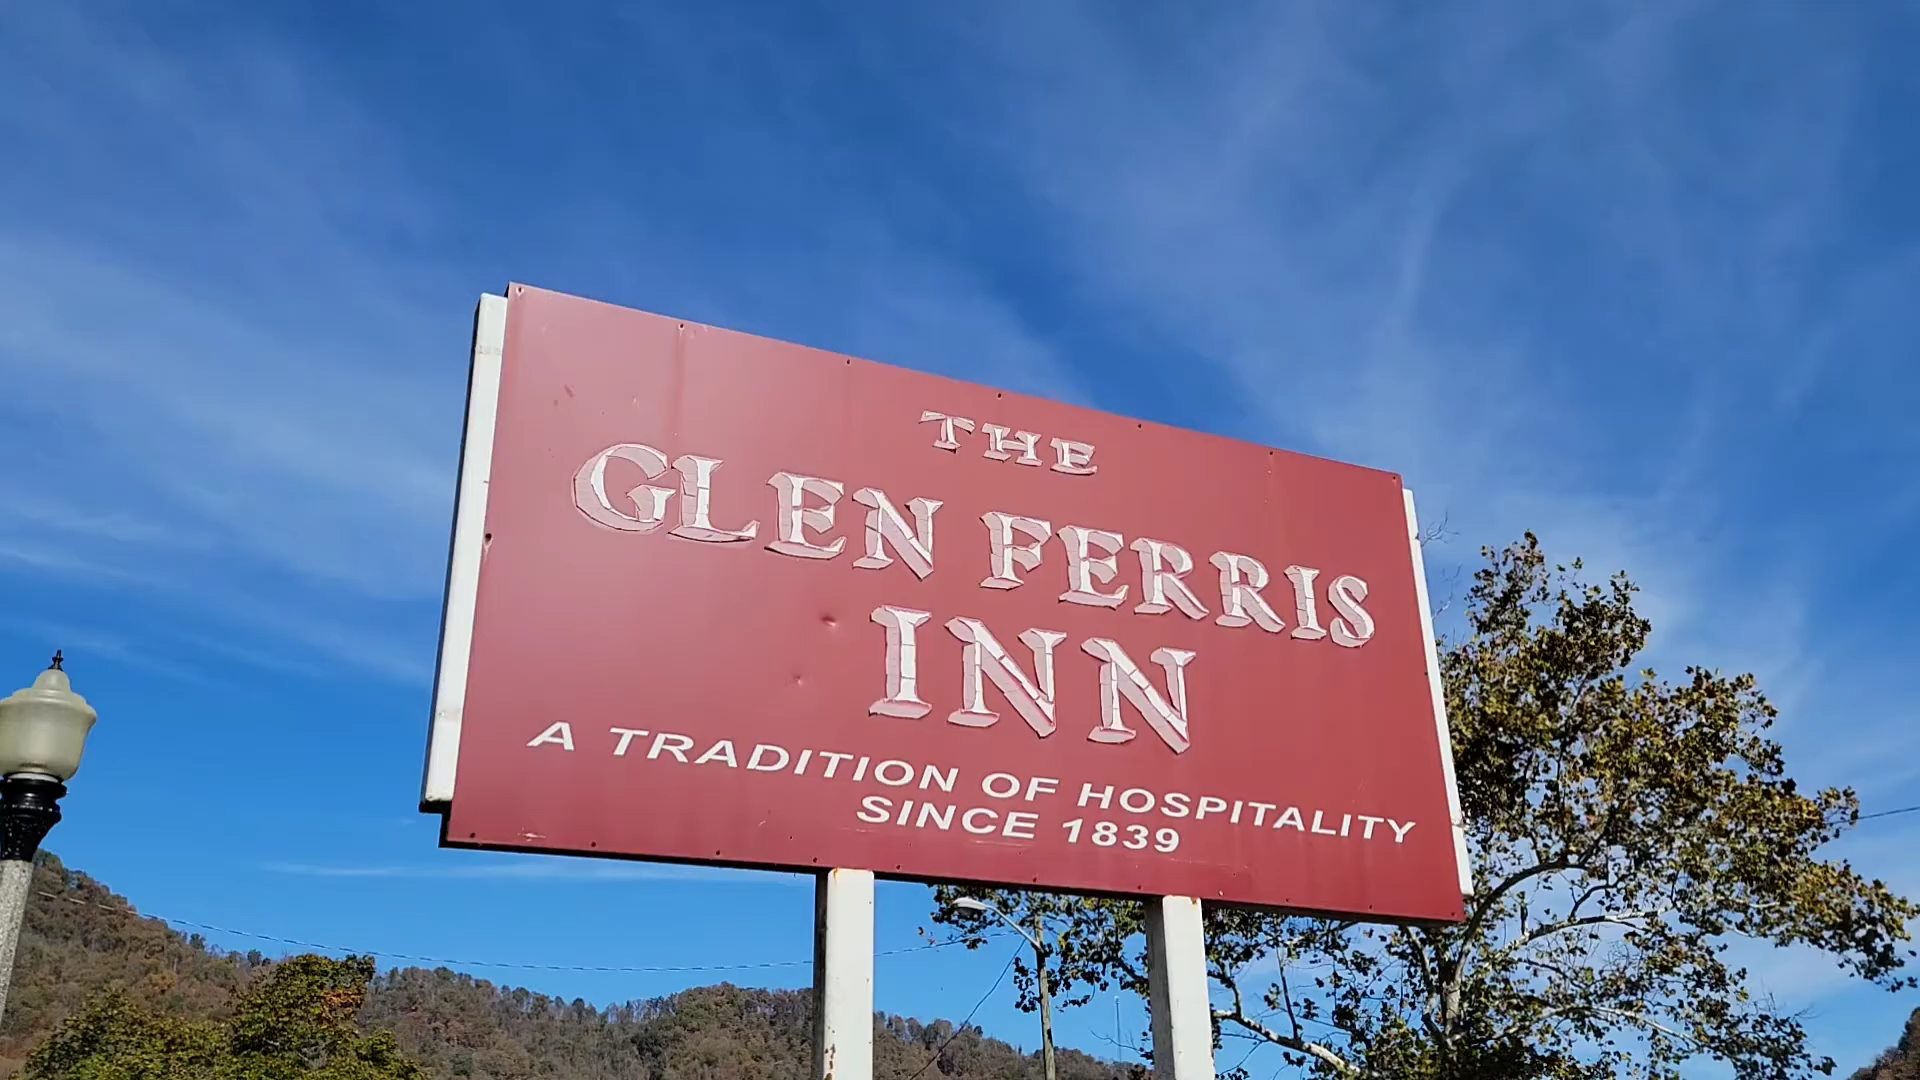 THE
GLEN FERRIS
INN
A TRADITION OF HOSPITALITY
SINCE 1839